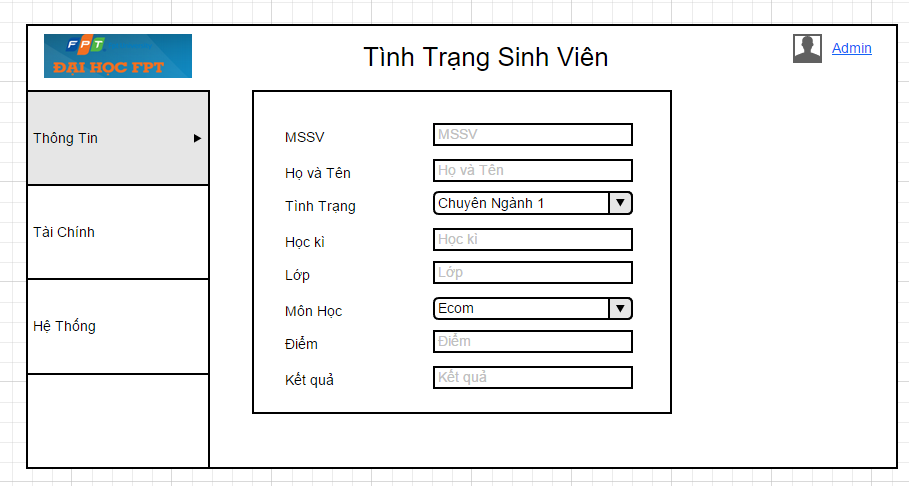 FPT
ĐẠI HỌC FPT
Tình Trạng Sinh Viên
Admin
Thông Tin
Tài Chính
Hệ Thống
MSSV MSSV
Họ và Tên Họ và Tên
Tình Trạng Chuyên Ngành 1
Học kì Học kì
Lớp Lớp
Môn Học Ecom
Điểm Điểm
Kết quả Kết quả